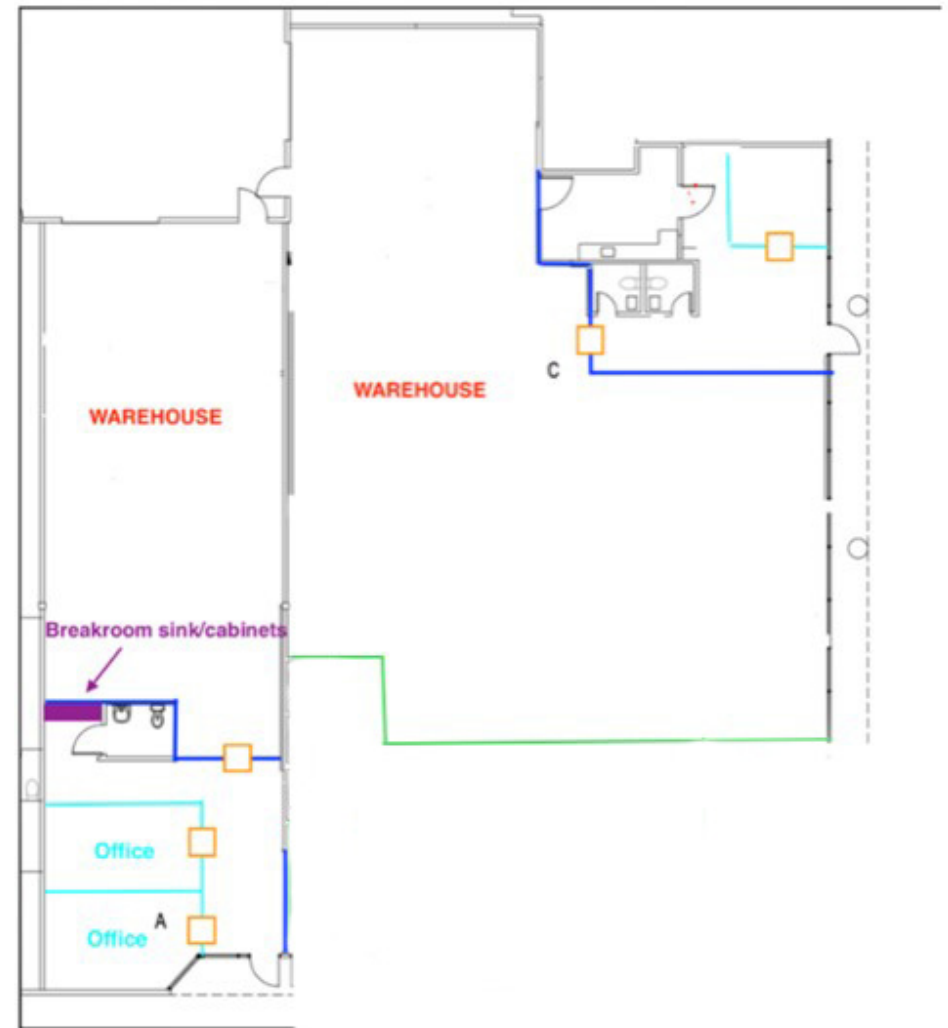 C
WAREHOUSE
WAREHOUSE
Breakroom sink/cabinets
Office
A
Office